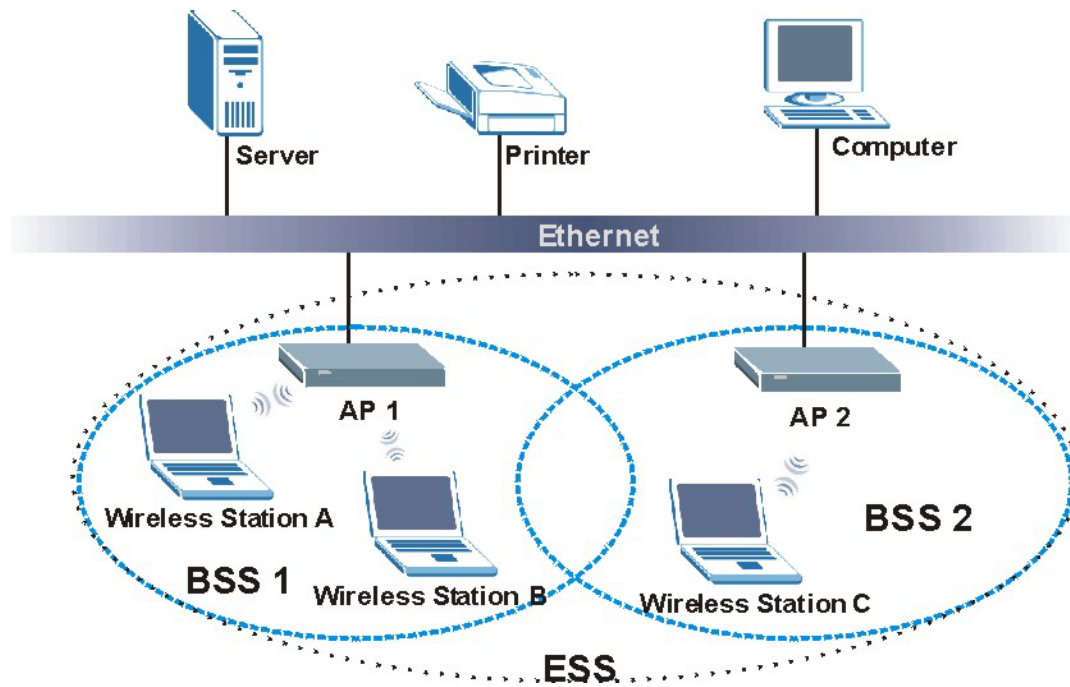 Server
Printer
Computer
Ethernet
AP 1
AP 2
Wireless Station A
BSS 1
Wireless Station B
BSS 2
Wireless Station C
ESS